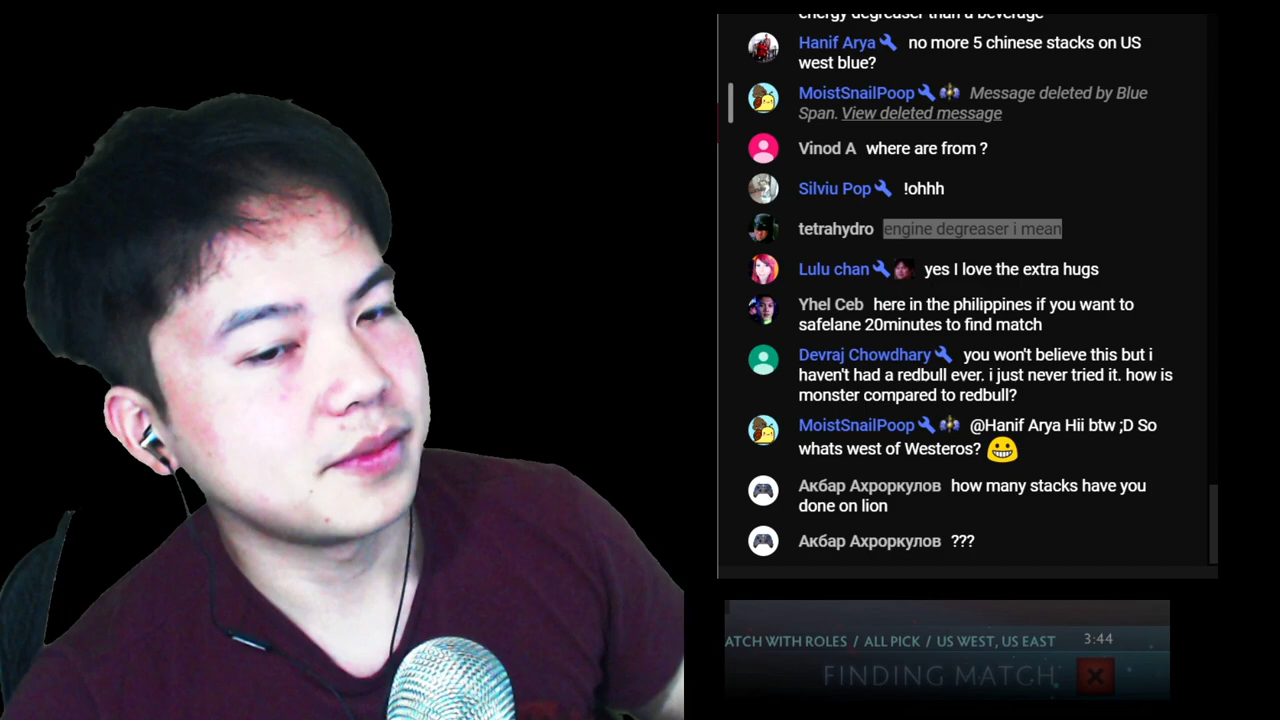 energy degreaser than a beverage
Hanif Arya no more 5 chinese stacks on US
west blue?
MoistSnailPoop Message deleted by Blue
Span. View deleted message
Vinod A where are from ?
Silviu Pop !ohhh
tetrahydro engine degreaser i mean
Lulu chan yes I love the extra hugs
Yhel Ceb here in the philippines if you want to
safelane 20minutes to find match
Devraj Chowdhary you won't believe this but i
haven't had a redbull ever. i just never tried it. how is
monster compared to redbull?
MoistSnailPoop @Hanif Arya Hii btw ;D So
whats west of Westeros?
Акбар Ахроркулов how many stacks have you
done on lion
Акбар Ахроркулов ???
ATCH WITH ROLES / ALL PICK / US WEST, US EAST 3:44
FINDING MATCH